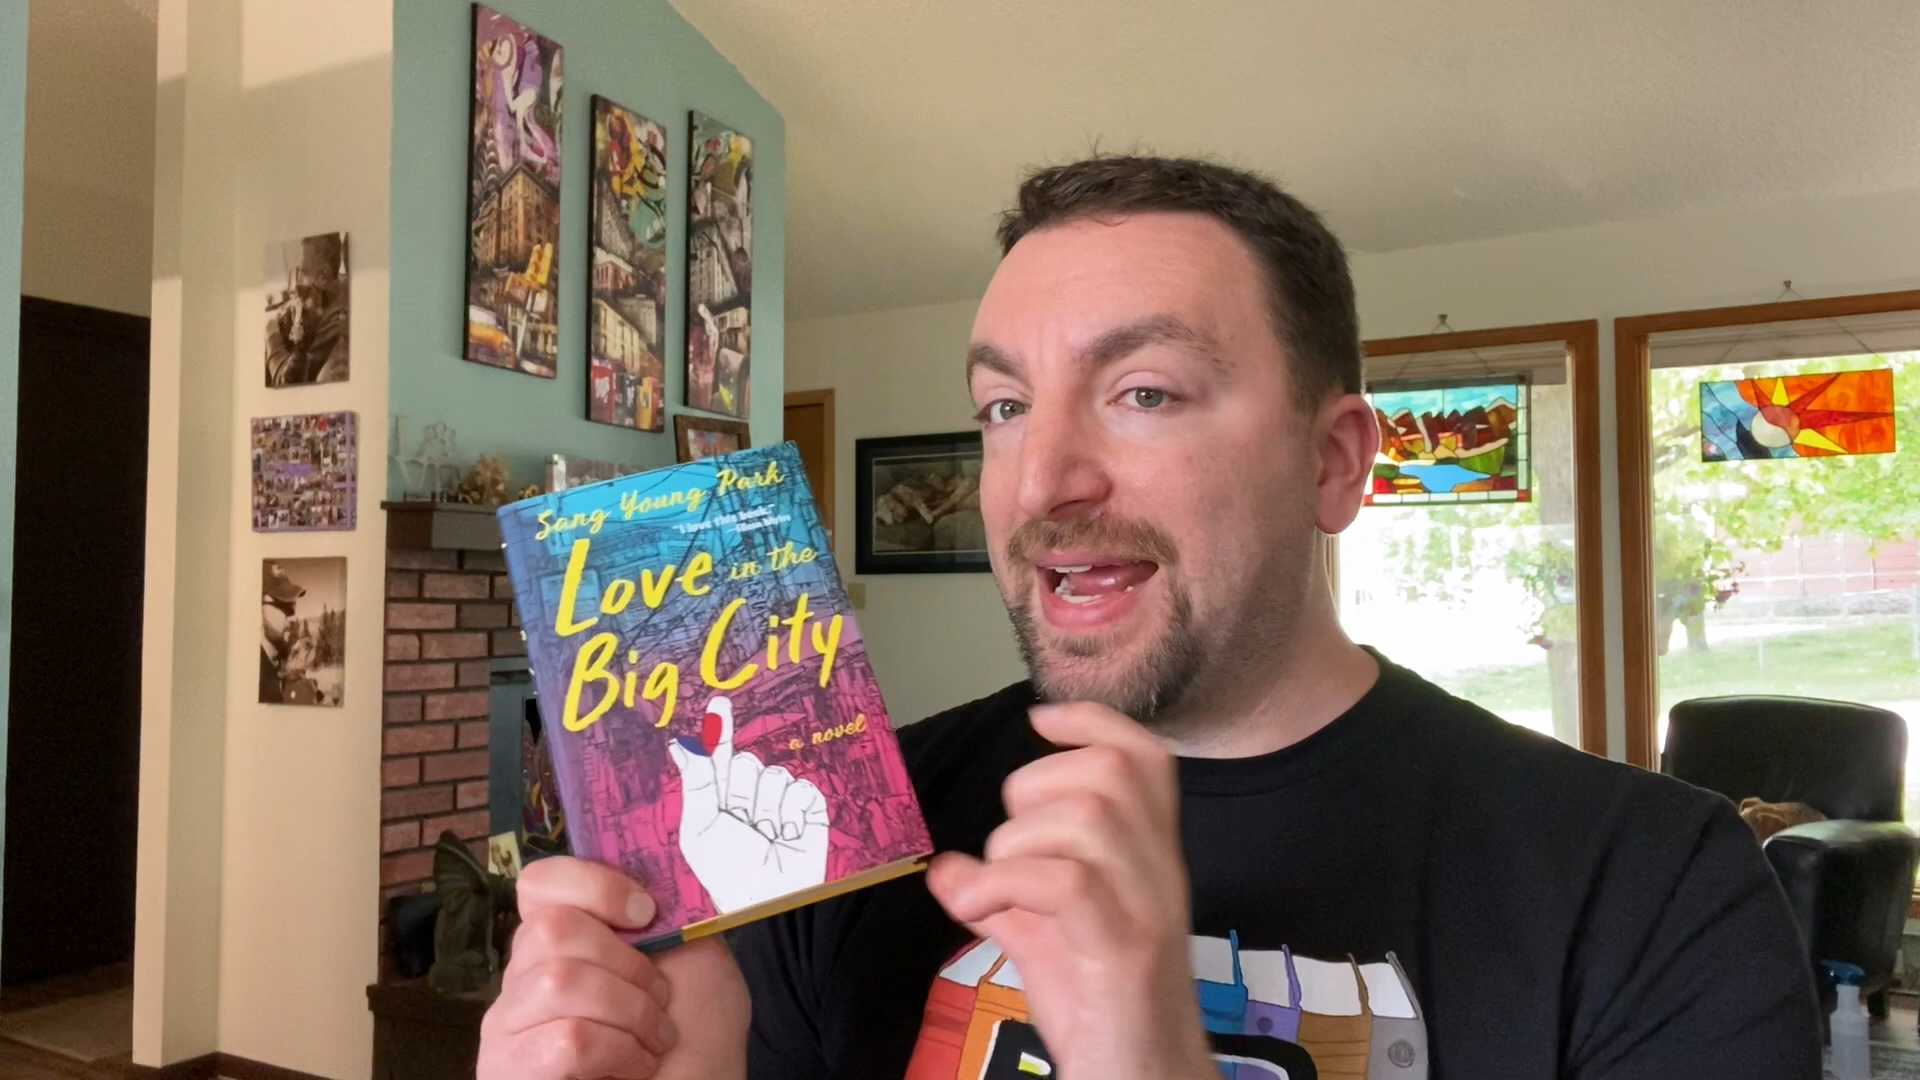 Sang Young Park
"I love this book."
Love in the
Big City
a novel